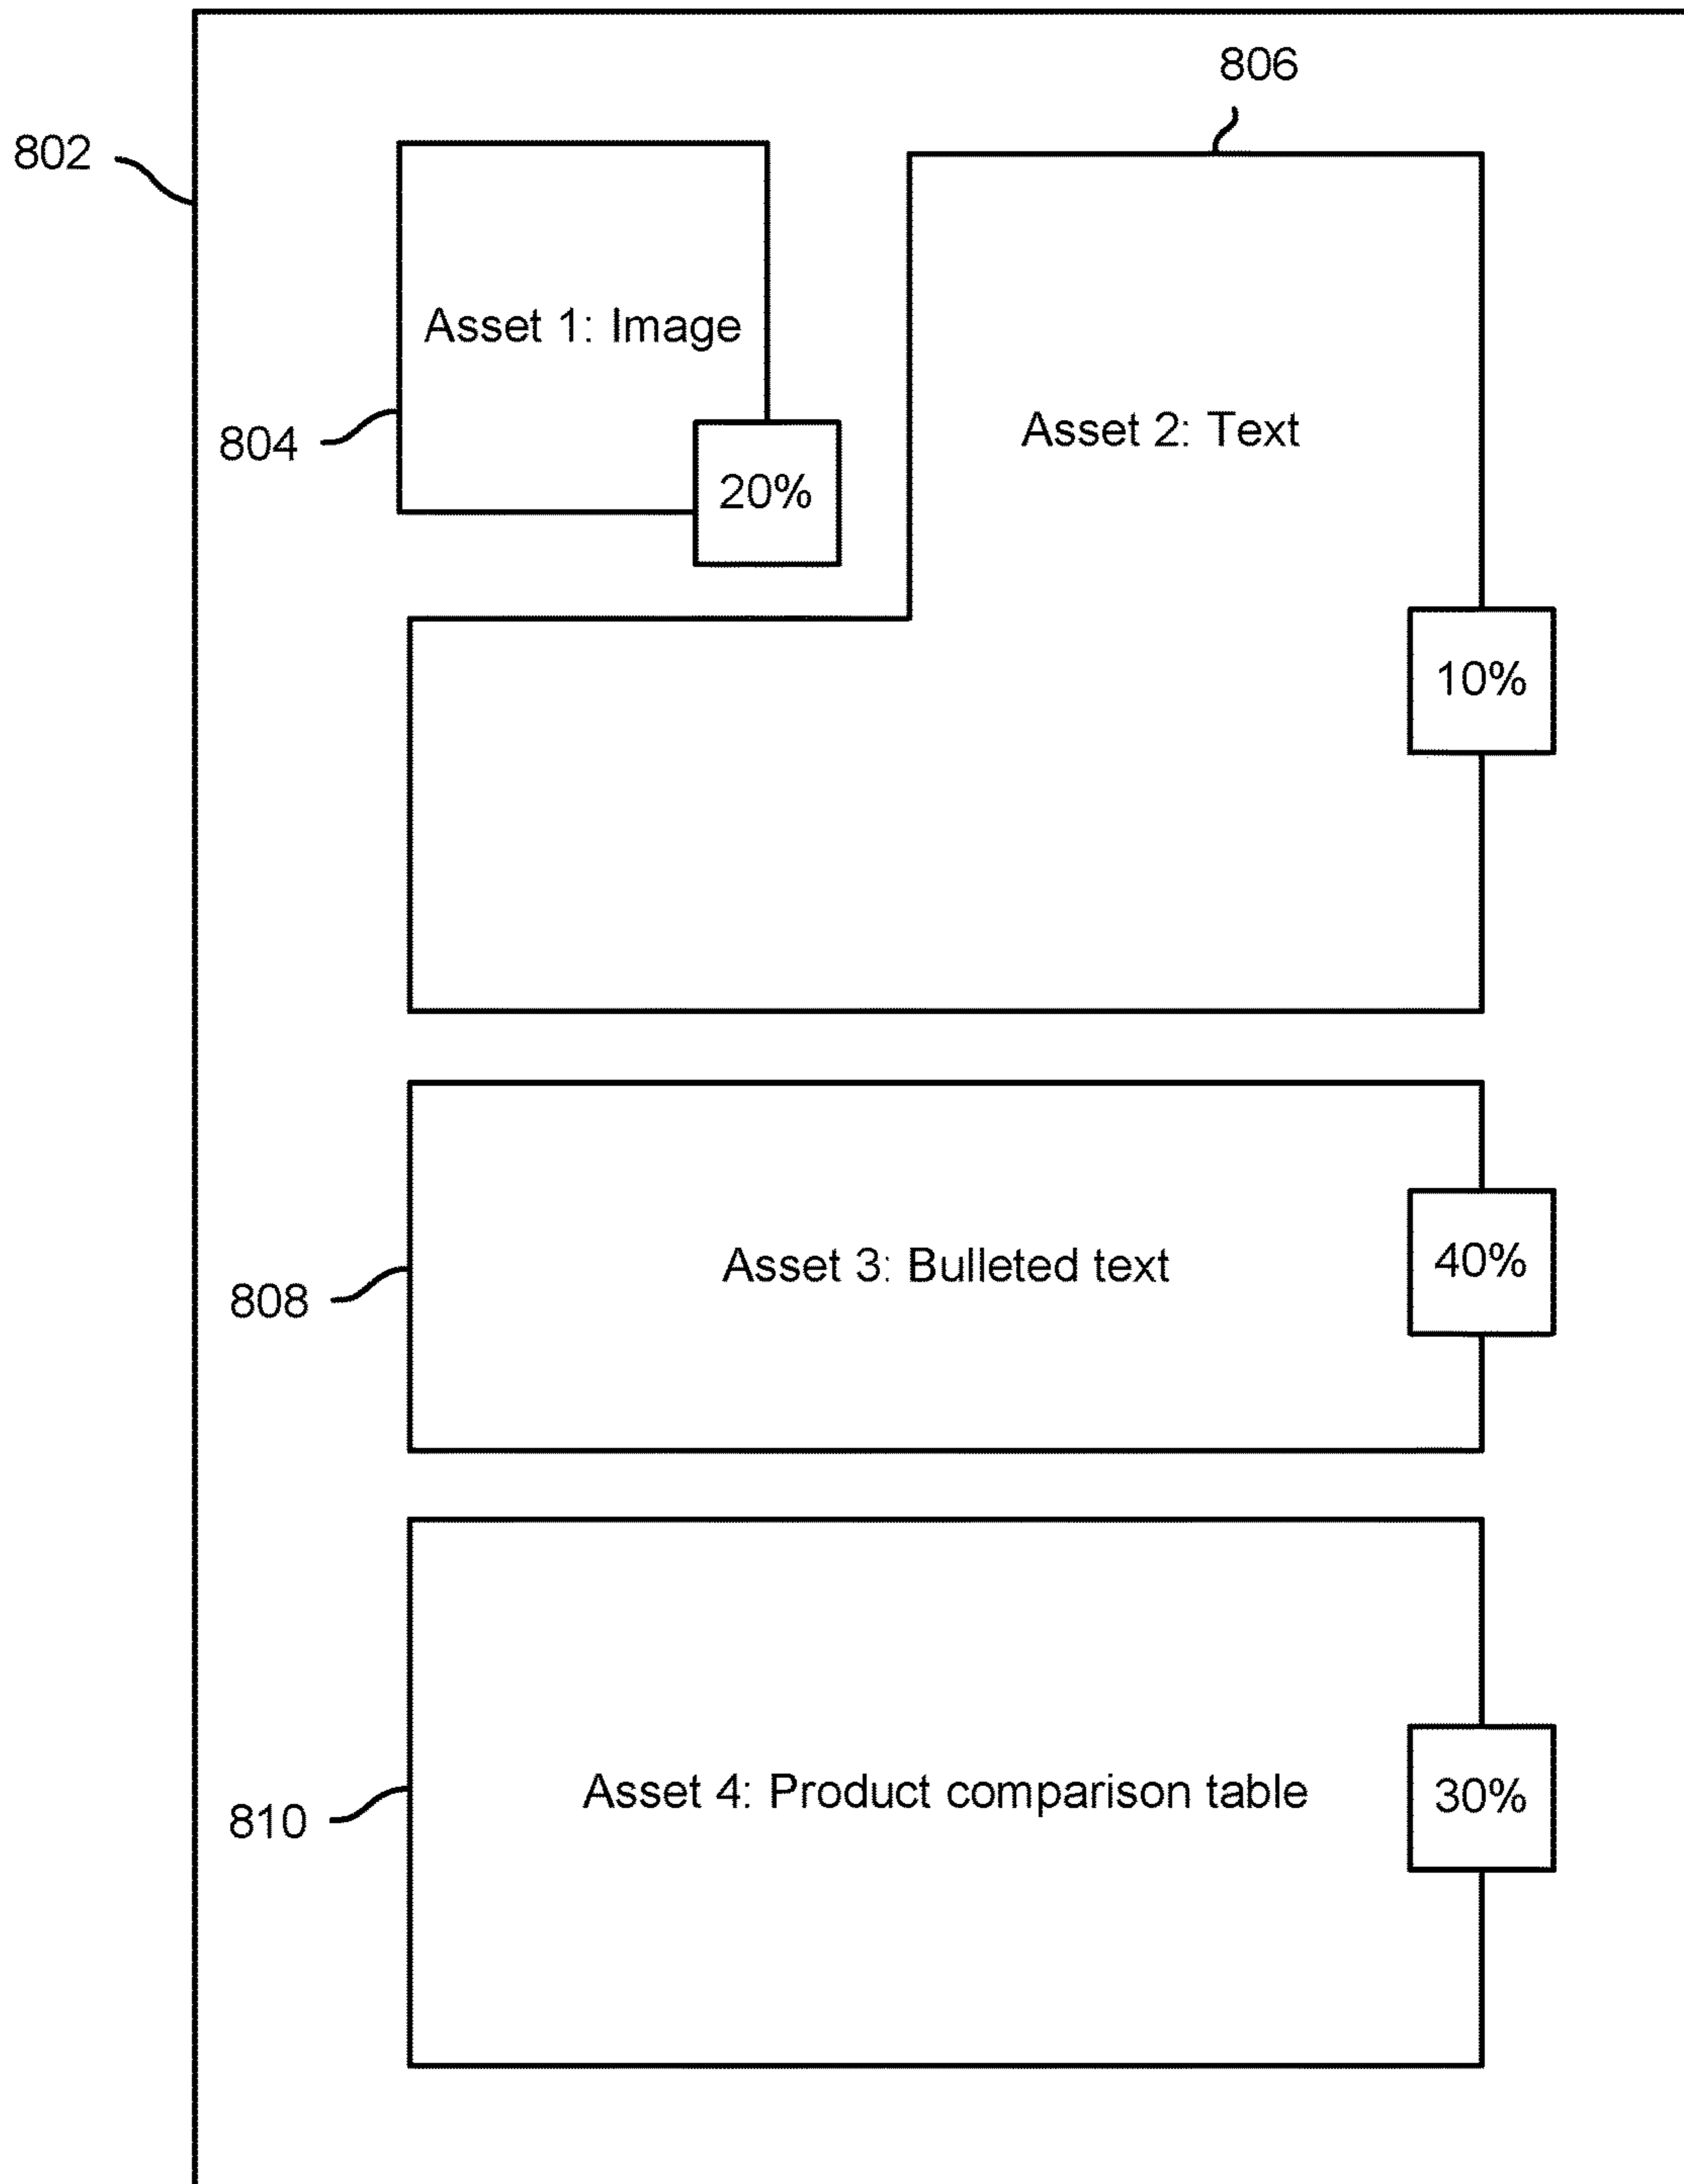 806
802
Asset 1: Image
804
20%
Asset 2: Text
10%
Asset 3: Bulleted text
808
40%
Asset 4: Product comparison table
810
30%